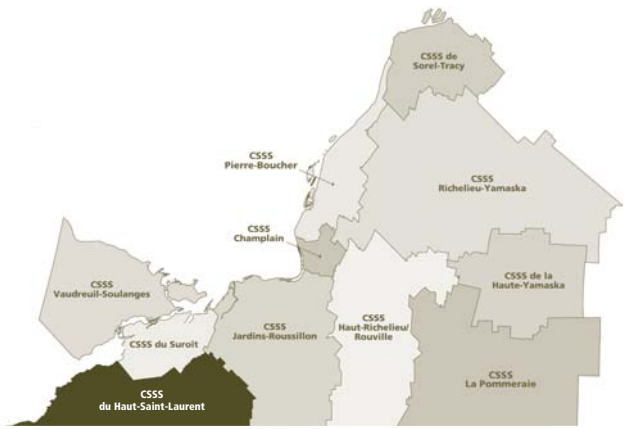 CSSS de
Sorel-Tracy
CSSS
Pierre-Boucher
CSSS
Richelieu-Yamaska
CSSS
Champlain
CSSS
Vaudreuil-Soulanges
CSSS de la
Haute-Yamaska
CSSS du Suroit
CSSS
Jardins-Roussillon
CSSS
Haut-Richelieu/
Rouville
CSSS
La Pommeraie
CSSS
du Haut-Saint-Laurent